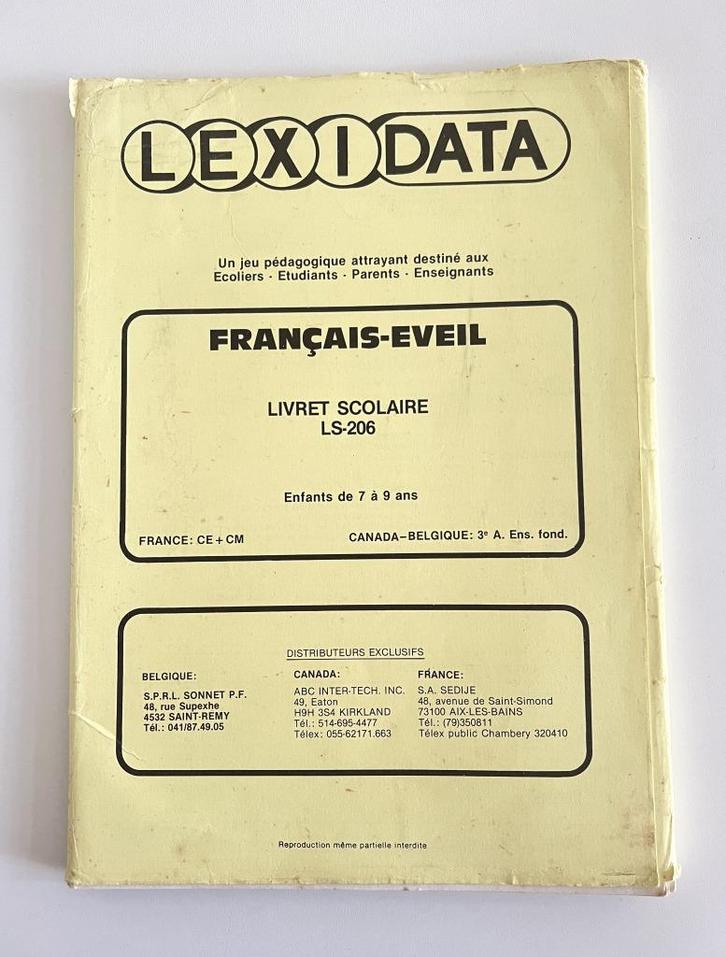 LEXIDATA
Un jeu pédagogique attrayant destiné aux
Ecoliers - Etudiants - Parents - Enseignants
FRANÇAIS-EVEIL
LIVRET SCOLAIRE
LS-206
Enfants de 7 à 9 ans
FRANCE: CE + CM
CANADA–BELGIQUE: 3e A. Ens. fond.
DISTRIBUTEURS EXCLUSIFS
BELGIQUE:
S.P.R.L. SONNET P.F.
48, rue Supexhe
4532 SAINT-REMY
Tél.: 041/87.49.05
CANADA:
ABC INTER-TECH. INC.
49, Eaton
H9H 3S4 KIRKLAND
Tél.: 514-695-4477
Télex: 055-62171.663
FRANCE:
S.A. SEDIJE
48, avenue de Saint-Simond
73100 AIX-LES-BAINS
Tél.: (79)350811
Télex public Chambery 320410
Reproduction même partielle interdite